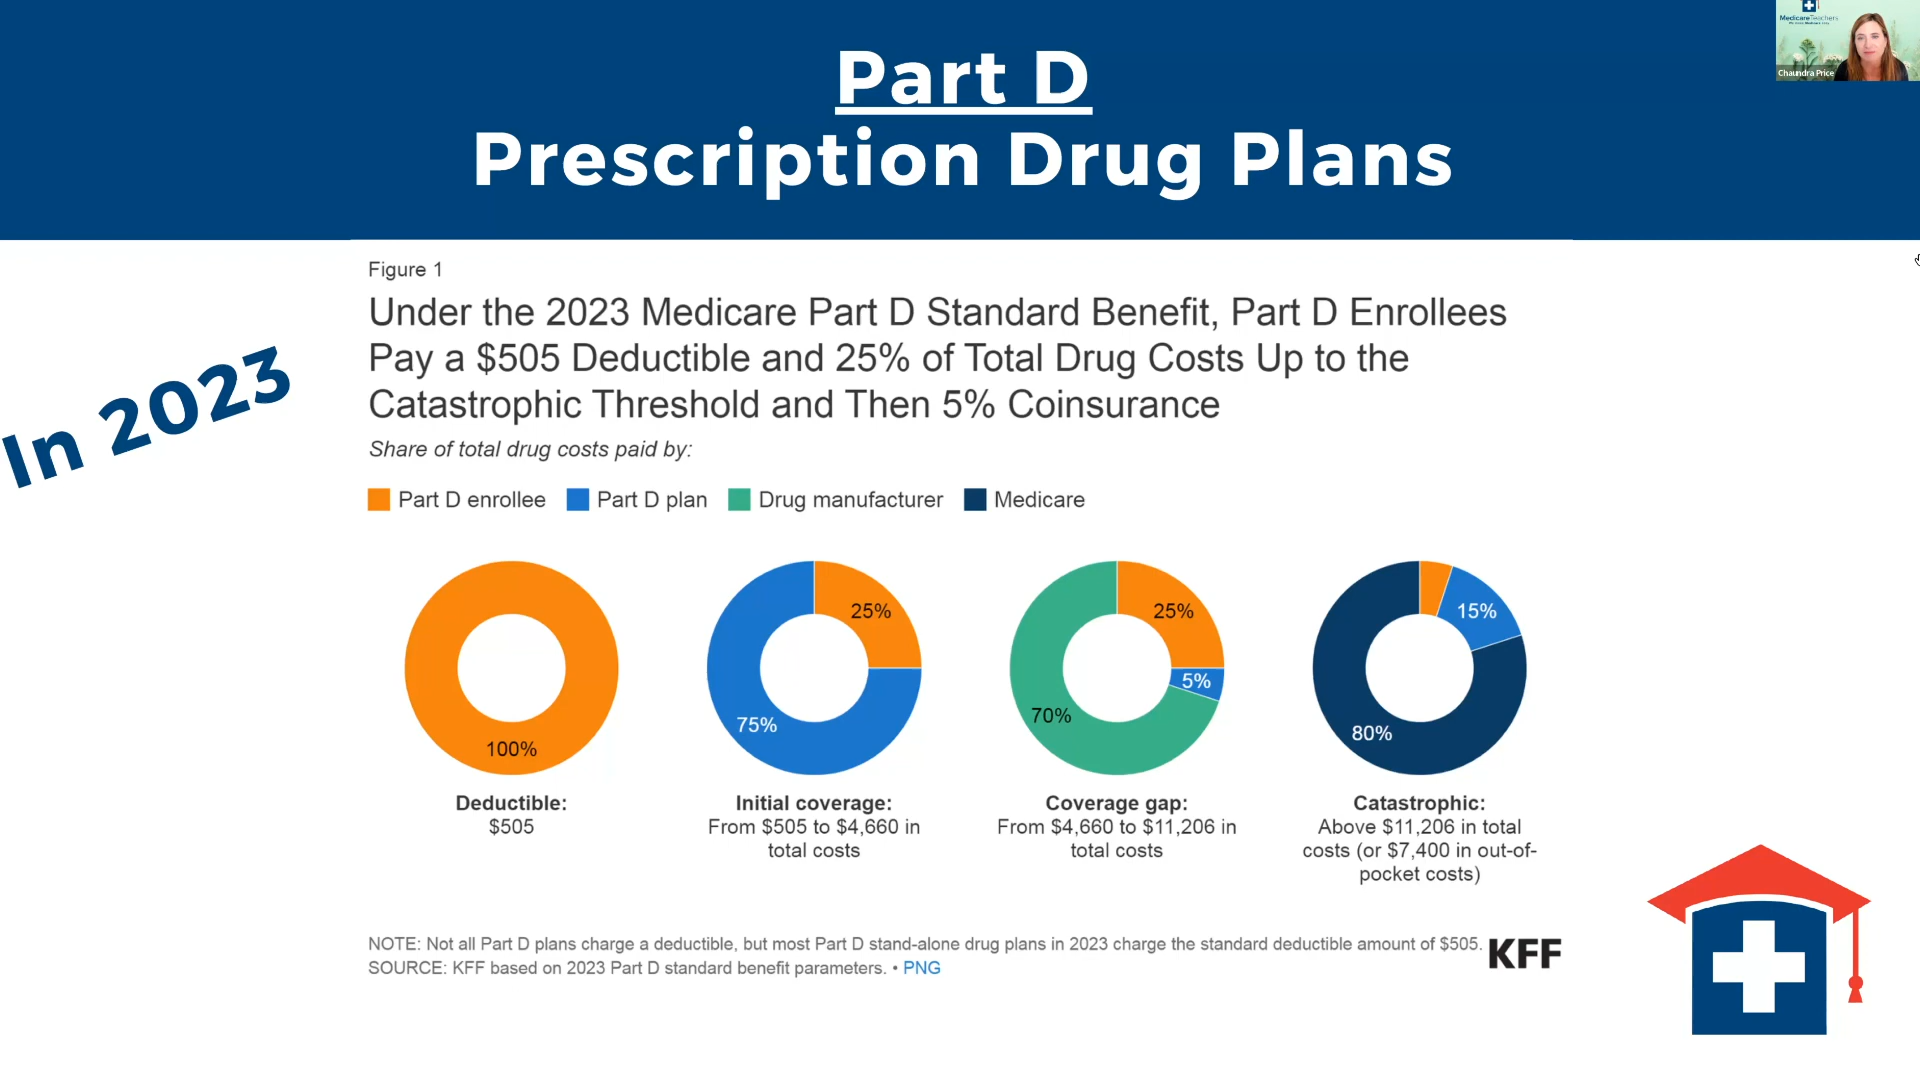 Part D
Prescription Drug Plans
MedicareTeachers
Chaundra Price
In 2023
Figure 1
Under the 2023 Medicare Part D Standard Benefit, Part D Enrollees
Pay a $505 Deductible and 25% of Total Drug Costs Up to the
Catastrophic Threshold and Then 5% Coinsurance
Share of total drug costs paid by:
Part D enrollee Part D plan Drug manufacturer Medicare
100%
25%
75%
25%
5%
70%
15%
80%
Deductible:
$505
Initial coverage:
From $505 to $4,660 in
total costs
Coverage gap:
From $4,660 to $11,206 in
total costs
Catastrophic:
Above $11,206 in total
costs (or $7,400 in out-of-
pocket costs)
NOTE: Not all Part D plans charge a deductible, but most Part D stand-alone drug plans in 2023 charge the standard deductible amount of $505.
SOURCE: KFF based on 2023 Part D standard benefit parameters. • PNG
KFF